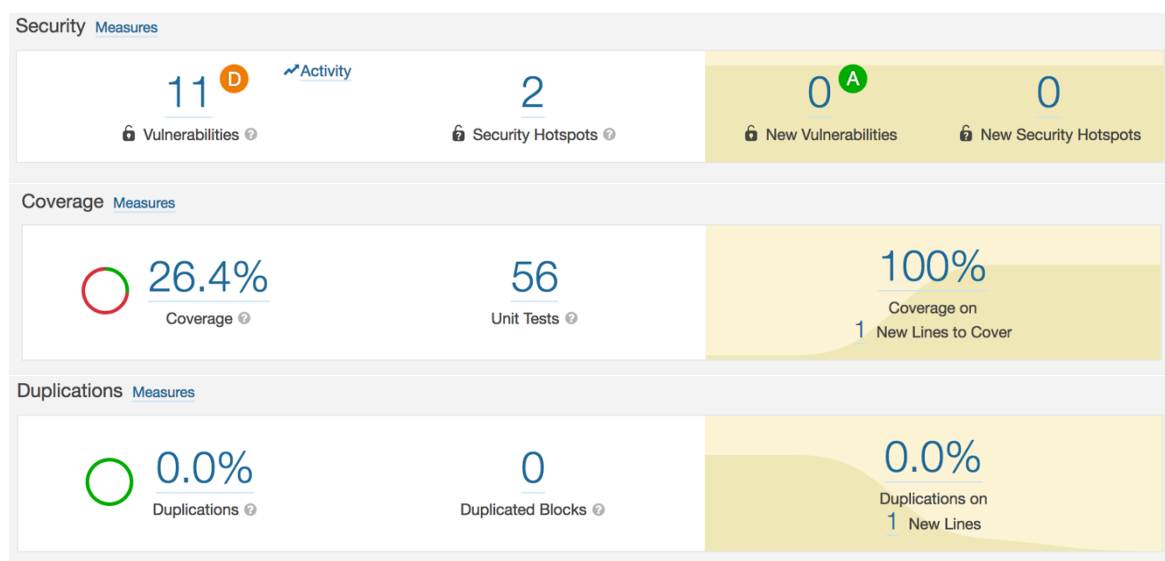 Security Measures
11 D Activity
Vulnerabilities ?
2
Security Hotspots ?
0 A
New Vulnerabilities
0
New Security Hotspots
Coverage Measures
26.4%
Coverage ?
56
Unit Tests ?
100%
Coverage on
1 New Lines to Cover
Duplications Measures
0.0%
Duplications ?
0
Duplicated Blocks ?
0.0%
Duplications on
1 New Lines